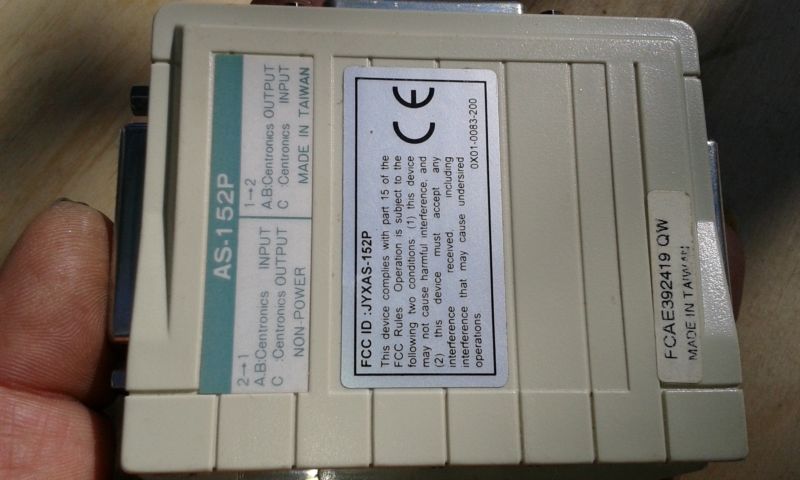 AS-152P
2→1
A.B:Centronics INPUT
C :Centronics OUTPUT
NON-POWER
1→2
A.B:Centronics OUTPUT
C :Centronics INPUT
MADE IN TAIWAN
FCC ID :JYXAS-152P
This device complies with part 15 of the
FCC Rules. Operation is subject to the
following two conditions (1) this device
may not cause harmful interference, and
(2) this device must accept any
interference received, including
interference that may cause undersired
operations
CE
0X01-0083-200
FCAE392419 QW
MADE IN TAIWAN